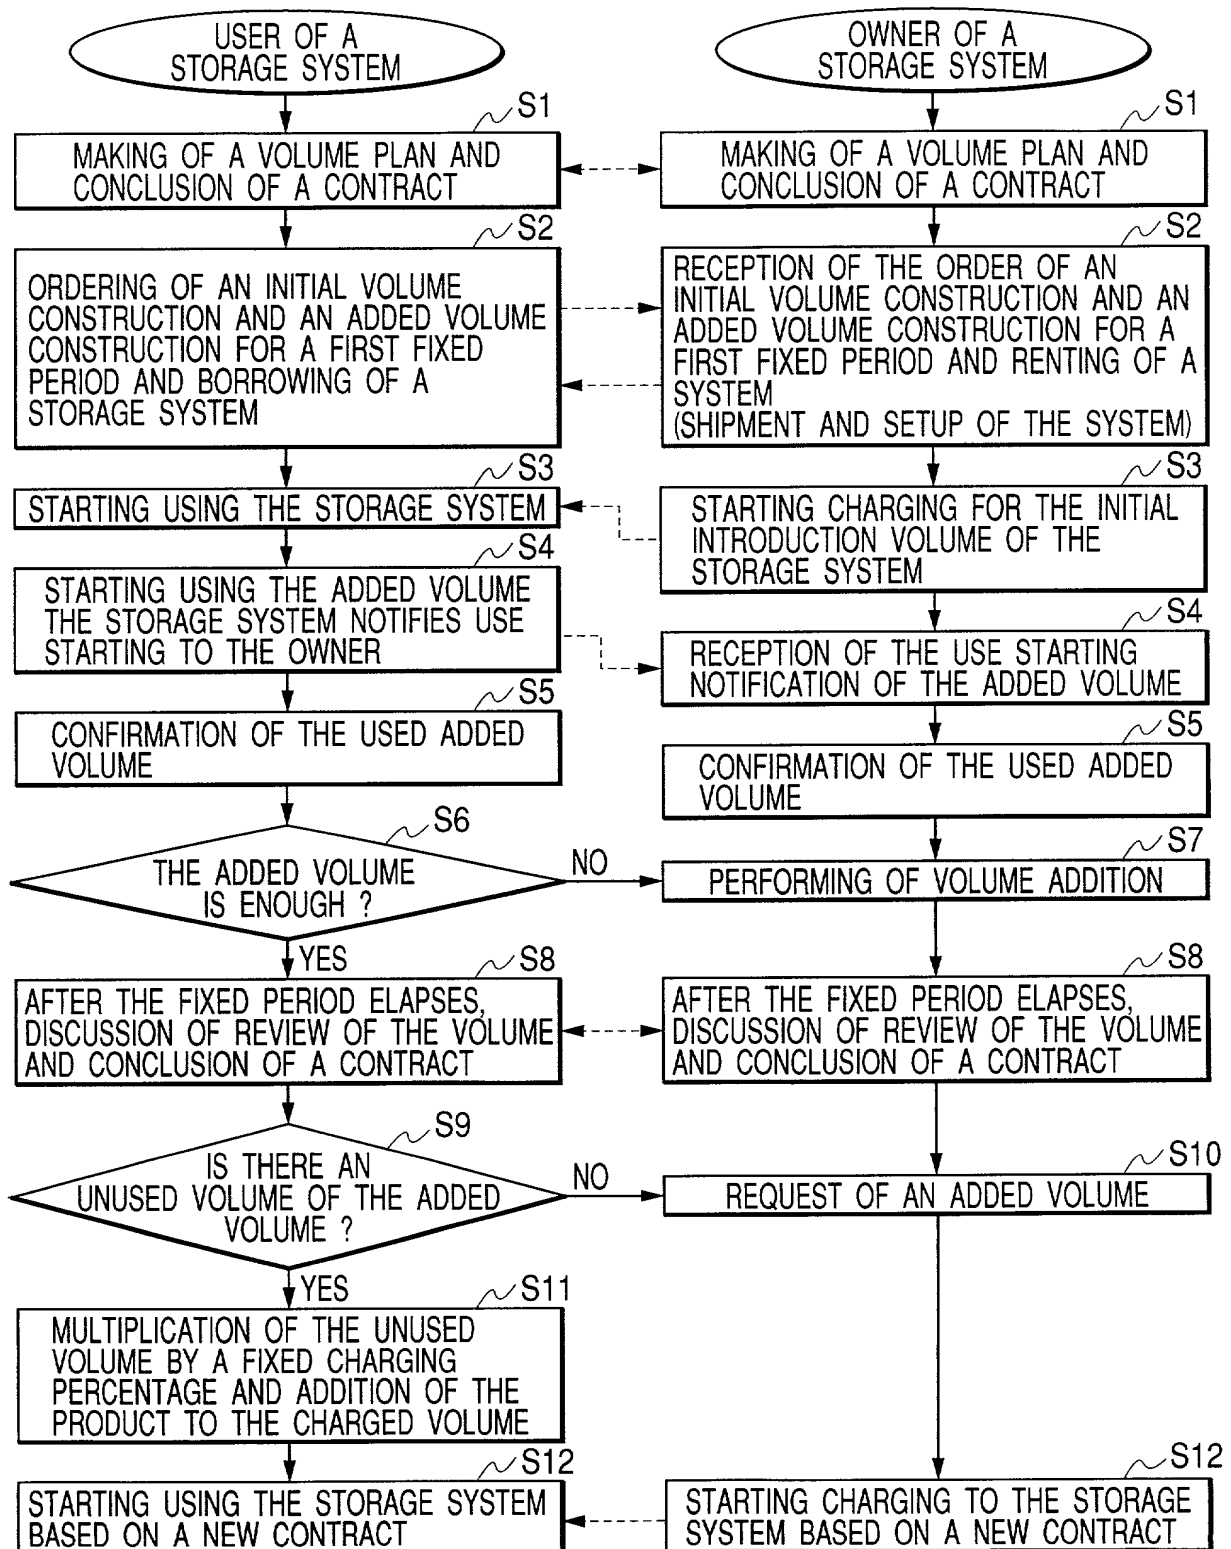 USER OF A
STORAGE SYSTEM
OWNER OF A
STORAGE SYSTEM
S1
MAKING OF A VOLUME PLAN AND
CONCLUSION OF A CONTRACT
S1
MAKING OF A VOLUME PLAN AND
CONCLUSION OF A CONTRACT
S2
ORDERING OF AN INITIAL VOLUME
CONSTRUCTION AND AN ADDED VOLUME
CONSTRUCTION FOR A FIRST FIXED
PERIOD AND BORROWING OF A
STORAGE SYSTEM
S2
RECEPTION OF THE ORDER OF AN
INITIAL VOLUME CONSTRUCTION AND AN
ADDED VOLUME CONSTRUCTION FOR A
FIRST FIXED PERIOD AND RENTING OF A
SYSTEM
(SHIPMENT AND SETUP OF THE SYSTEM)
S3
STARTING USING THE STORAGE SYSTEM
S3
STARTING CHARGING FOR THE INITIAL
INTRODUCTION VOLUME OF THE
STORAGE SYSTEM
S4
STARTING USING THE ADDED VOLUME
THE STORAGE SYSTEM NOTIFIES USE
STARTING TO THE OWNER
S4
RECEPTION OF THE USE STARTING
NOTIFICATION OF THE ADDED VOLUME
S5
CONFIRMATION OF THE USED ADDED
VOLUME
S5
CONFIRMATION OF THE USED ADDED
VOLUME
S6
THE ADDED VOLUME
IS ENOUGH ?
NO
S7
PERFORMING OF VOLUME ADDITION
YES
S8
AFTER THE FIXED PERIOD ELAPSES,
DISCUSSION OF REVIEW OF THE VOLUME
AND CONCLUSION OF A CONTRACT
S8
AFTER THE FIXED PERIOD ELAPSES,
DISCUSSION OF REVIEW OF THE VOLUME
AND CONCLUSION OF A CONTRACT
S9
IS THERE AN
UNUSED VOLUME OF THE ADDED
VOLUME ?
NO
S10
REQUEST OF AN ADDED VOLUME
YES
S11
MULTIPLICATION OF THE UNUSED
VOLUME BY A FIXED CHARGING
PERCENTAGE AND ADDITION OF THE
PRODUCT TO THE CHARGED VOLUME
S12
STARTING USING THE STORAGE SYSTEM
BASED ON A NEW CONTRACT
S12
STARTING CHARGING TO THE STORAGE
SYSTEM BASED ON A NEW CONTRACT